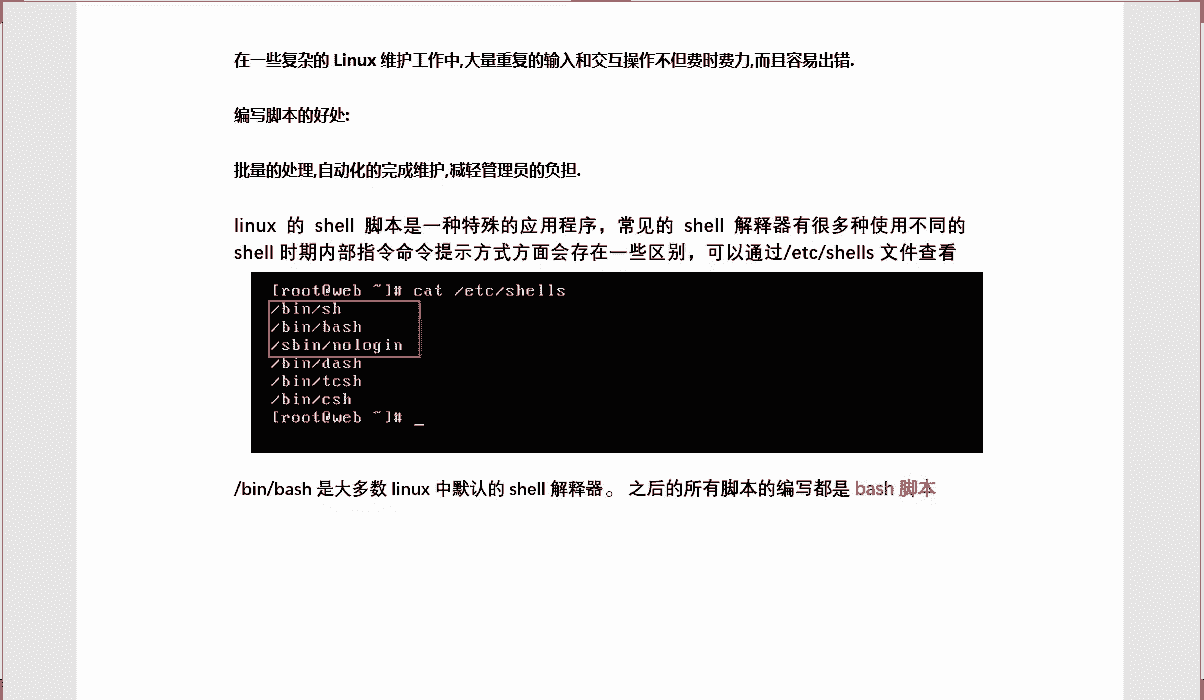 在一些复杂的 Linux 维护工作中,大量重复的输入和交互操作不但费时费力,而且容易出错.
编写脚本的好处:
批量的处理,自动化的完成维护,减轻管理员的负担.
linux 的 shell 脚本是一种特殊的应用程序，常见的 shell 解释器有很多种使用不同的
shell 时期内部指令命令提示方式方面会存在一些区别，可以通过/etc/shells 文件查看
[root@web ~]# cat /etc/shells
/bin/sh
/bin/bash
/sbin/nologin
/bin/dash
/bin/tcsh
/bin/csh
[root@web ~]# _
/bin/bash 是大多数 linux 中默认的 shell 解释器。 之后的所有脚本的编写都是 bash 脚本